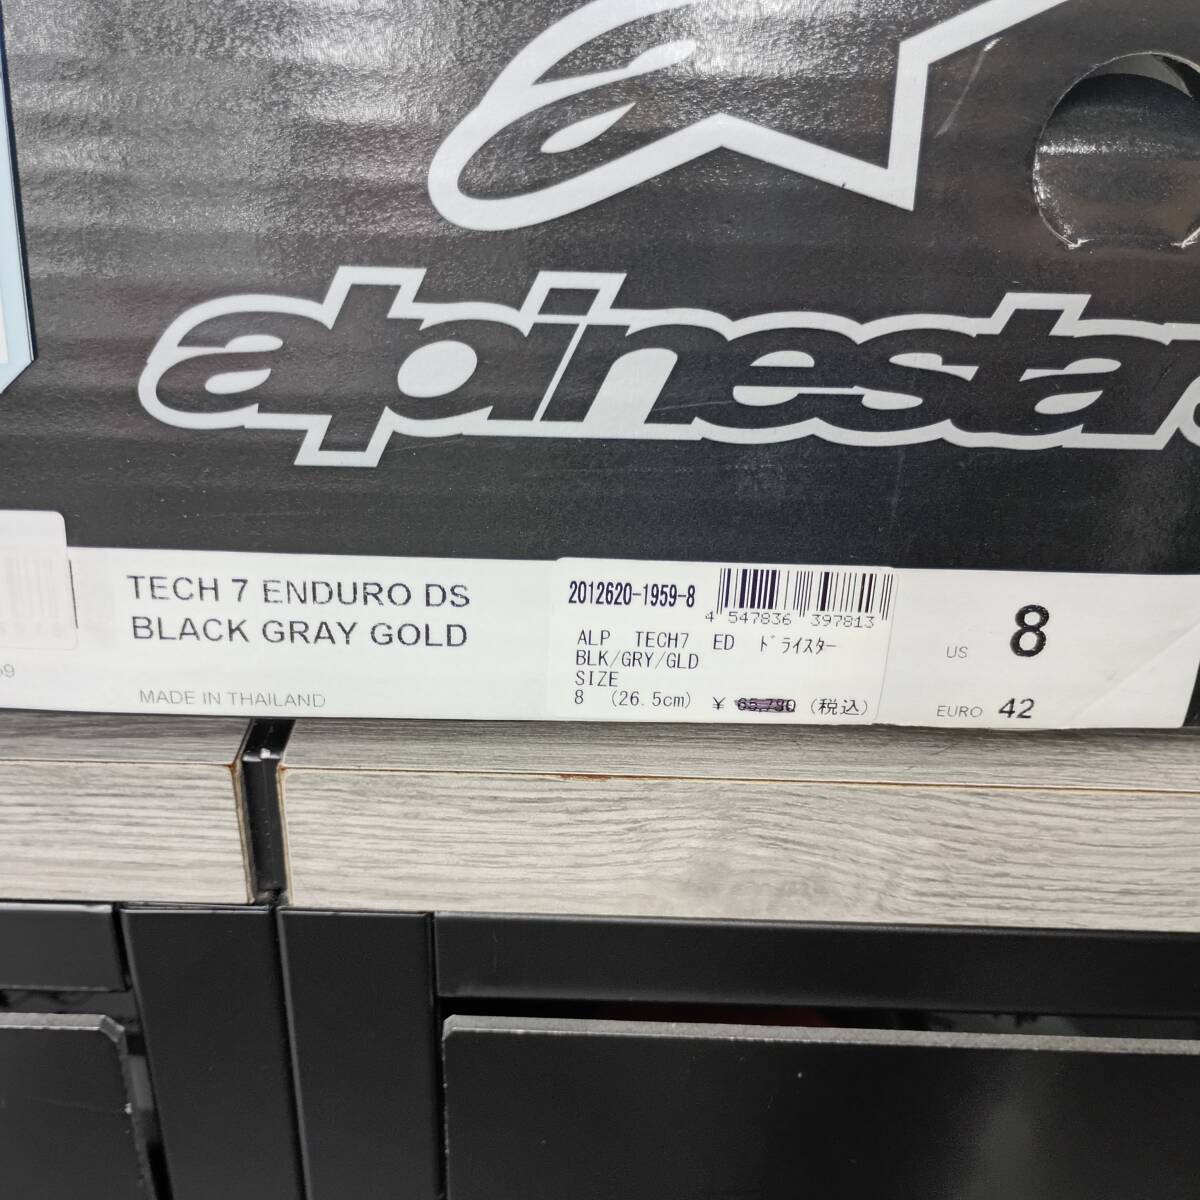 alpinestar
TECH 7 ENDURO DS
BLACK GRAY GOLD
MADE IN THAILAND
2012620-1959-8
4 547836 397813
ALP TECH7 ED ドライスター
BLK/GRY/GLD
SIZE
8 (26.5cm) ¥ 65,780 (税込)
US 8
EURO 42